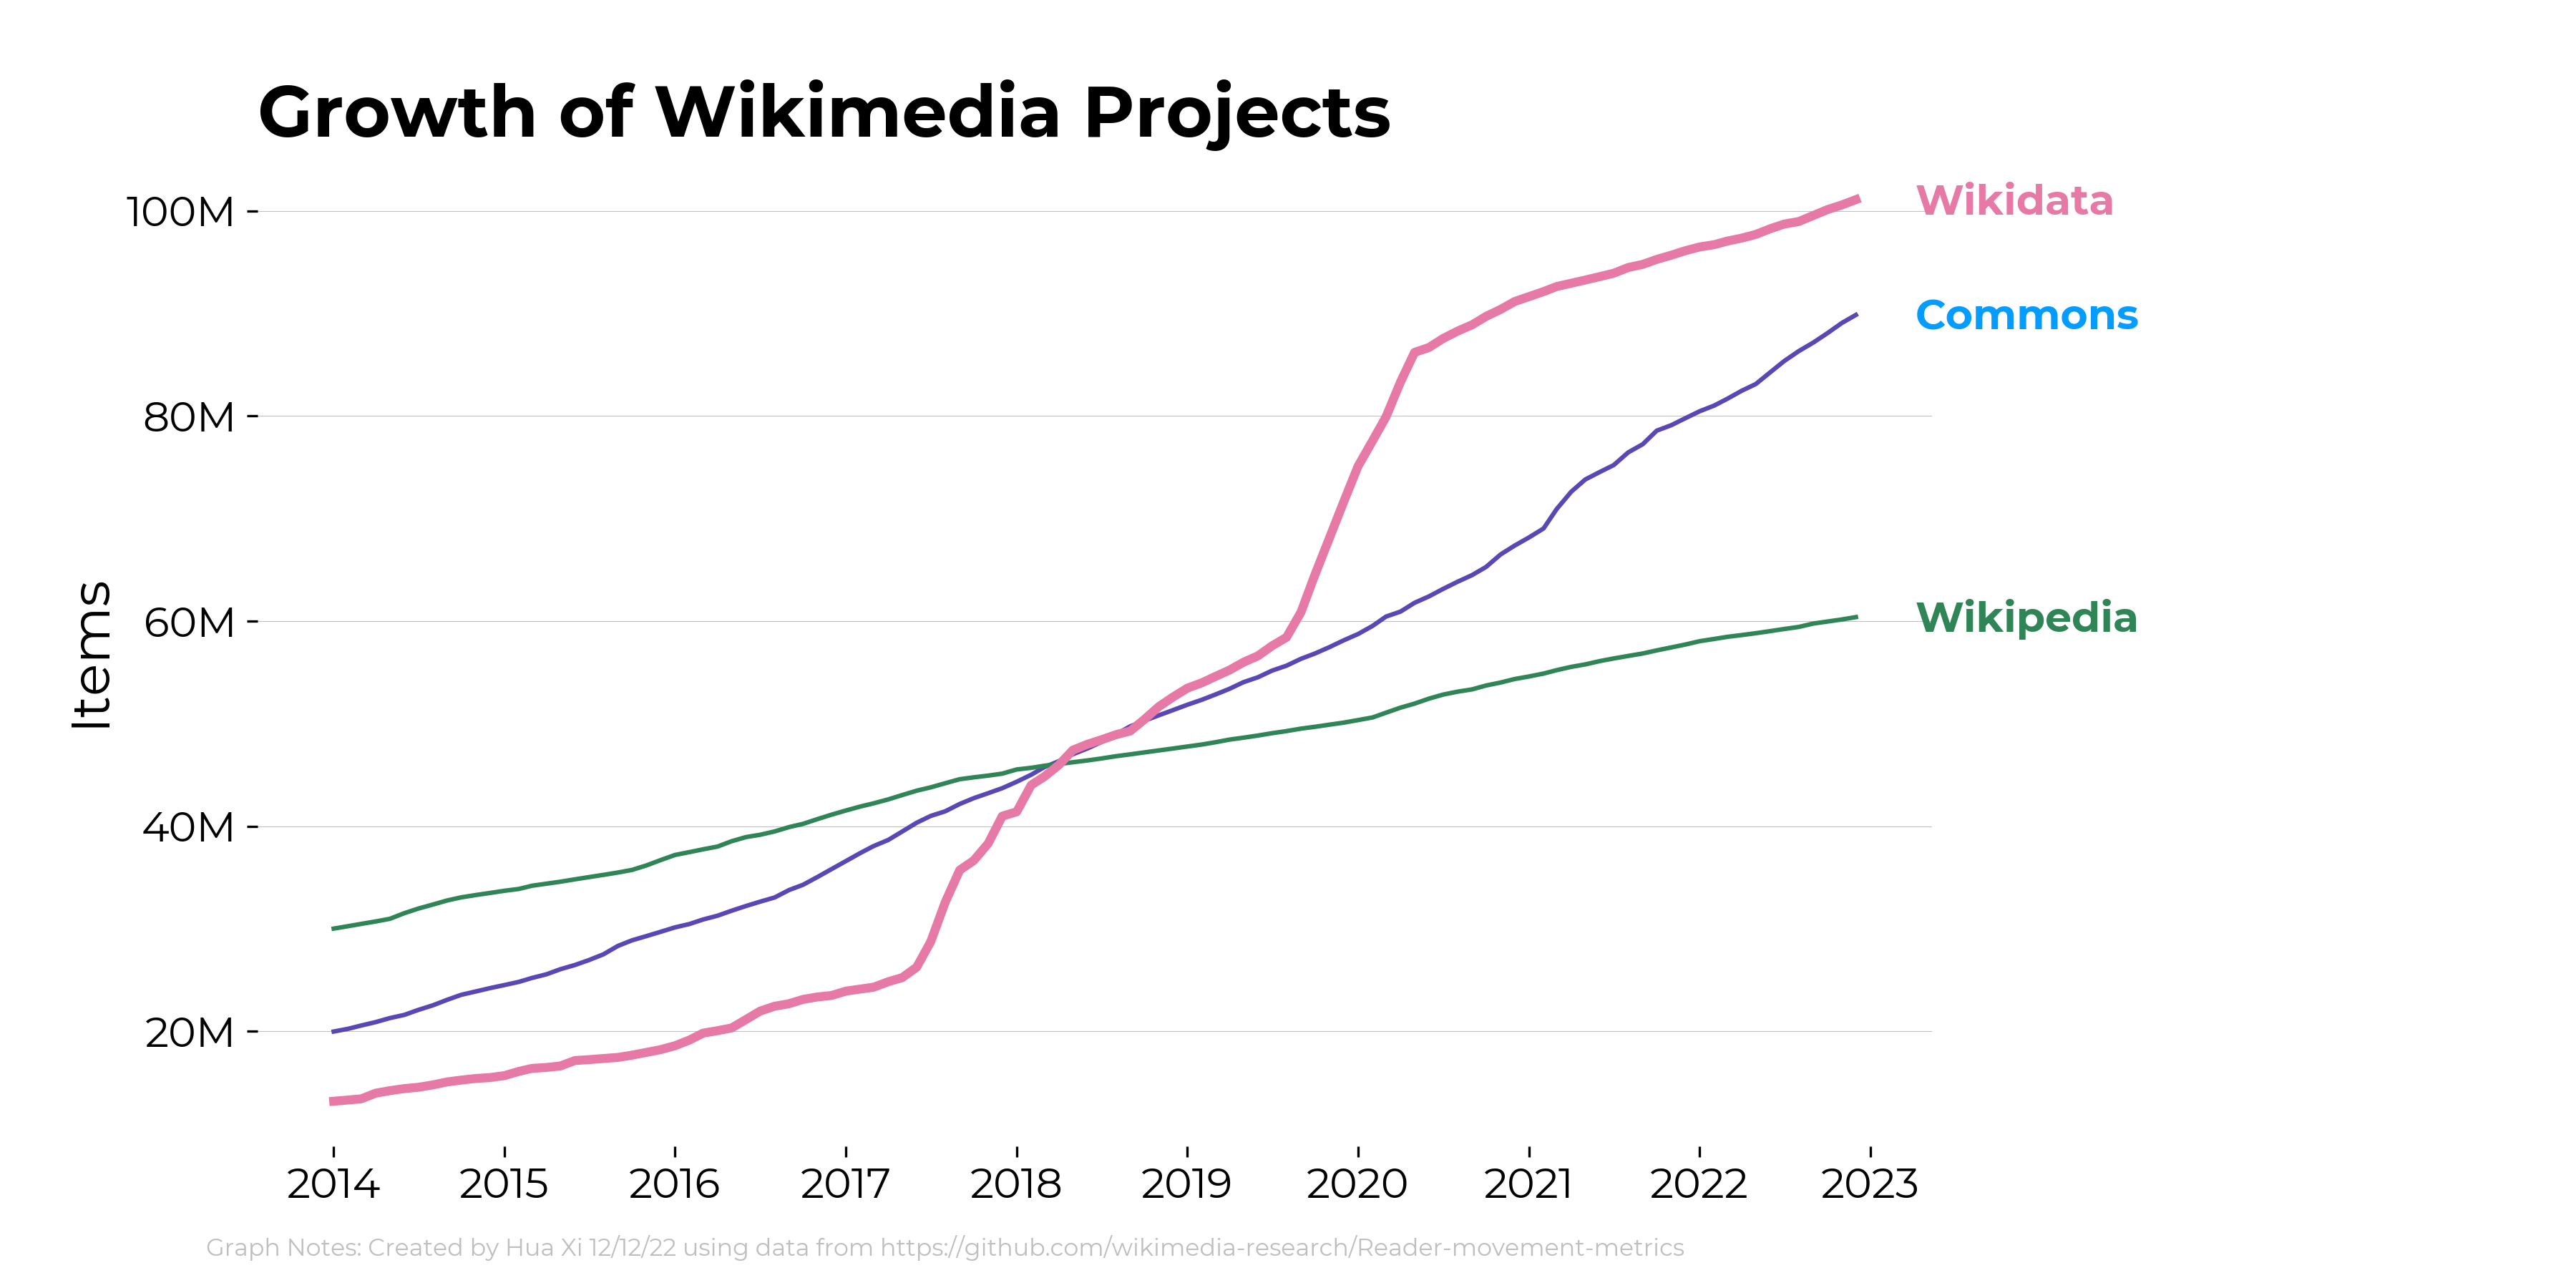 Growth of Wikimedia Projects
100M
80M
60M
40M
20M
Items
Wikidata
Commons
Wikipedia
2014 2015 2016 2017 2018 2019 2020 2021 2022 2023
Graph Notes: Created by Hua Xi 12/12/22 using data from https://github.com/wikimedia-research/Reader-movement-metrics